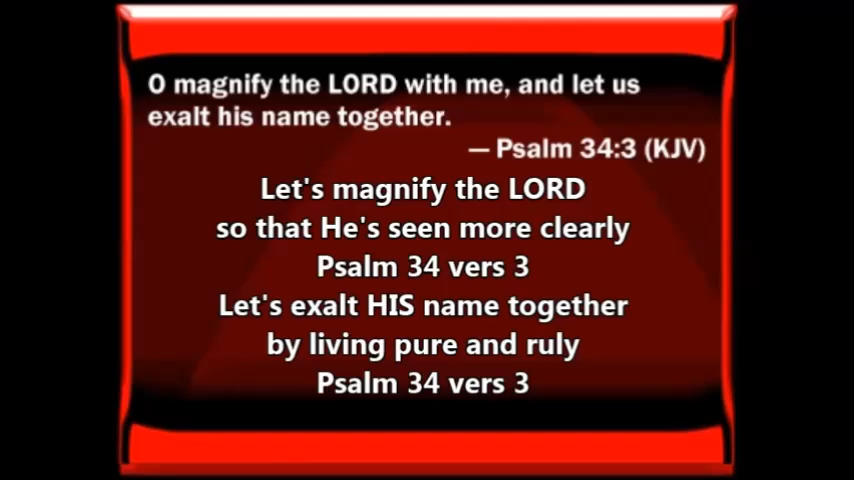 O magnify the LORD with me, and let us
exalt his name together.
— Psalm 34:3 (KJV)
Let's magnify the LORD
so that He's seen more clearly
Psalm 34 vers 3
Let's exalt HIS name together
by living pure and ruly
Psalm 34 vers 3